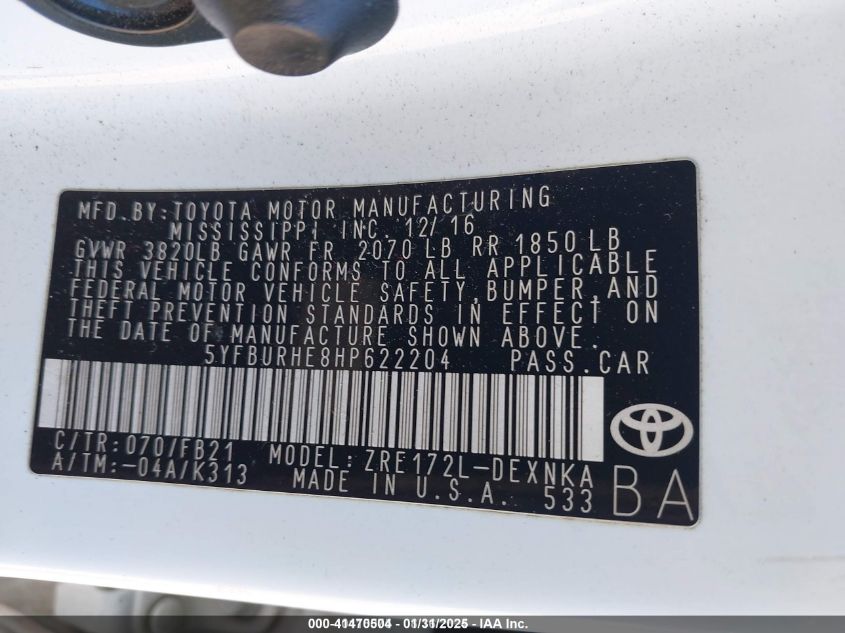 MFD.BY:TOYOTA MOTOR MANUFACTURING
MISSISSIPPI INC. 12/16
GVWR 3820LB GAWR FR 2070 LB RR 1850 LB
THIS VEHICLE CONFORMS TO ALL APPLICABLE
FEDERAL MOTOR VEHICLE SAFETY,BUMPER,AND
THEFT PREVENTION STANDARDS IN EFFECT ON
THE DATE OF MANUFACTURE SHOWN ABOVE.
5YFBURHE8HP622204 PASS.CAR
C/TR:070/FB21 MODEL: ZRE172L-DEXNKA
A/TM:-04A/K313 MADE IN U.S.A. 533
BA
000-41470504 - 01/31/2025 - IAA Inc.